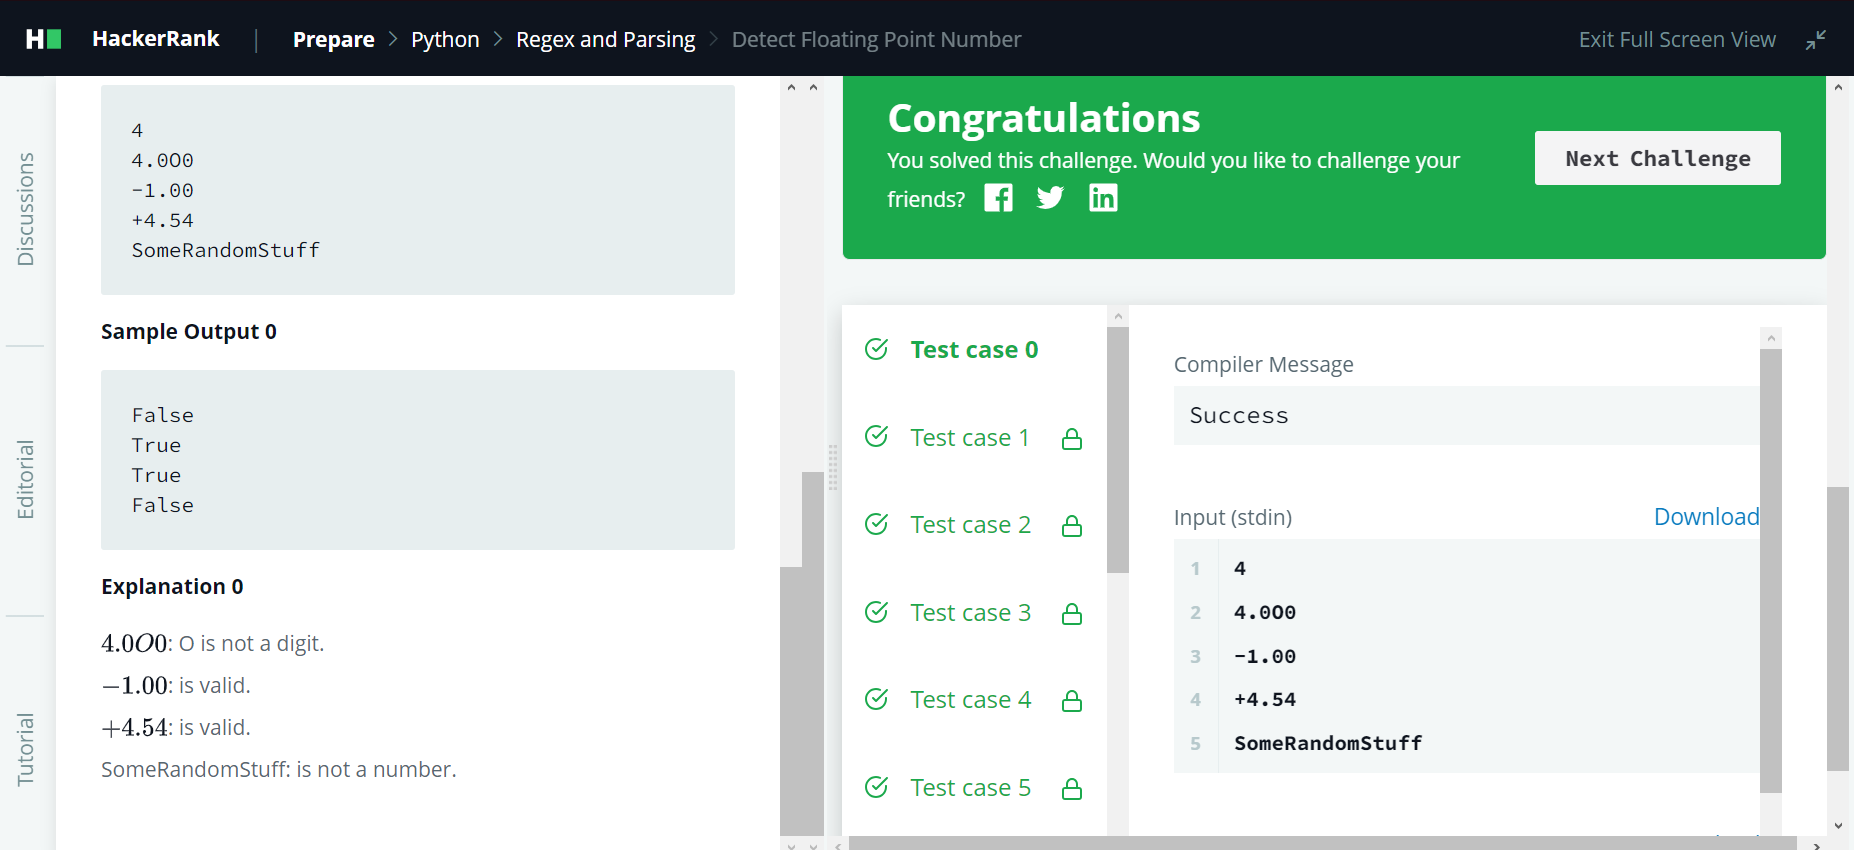 H HackerRank | Prepare > Python > Regex and Parsing > Detect Floating Point Number Exit Full Screen View
Discussions
Editorial
Tutorial
4
4.0O0
-1.00
+4.54
SomeRandomStuff
Sample Output 0
False
True
True
False
Explanation 0
4.0O0: O is not a digit.
−1.00: is valid.
+4.54: is valid.
SomeRandomStuff: is not a number.
Congratulations
You solved this challenge. Would you like to challenge your
friends?
Next Challenge
Test case 0
Test case 1
Test case 2
Test case 3
Test case 4
Test case 5
Compiler Message
Success
Input (stdin) Download
1 4
2 4.0O0
3 -1.00
4 +4.54
5 SomeRandomStuff